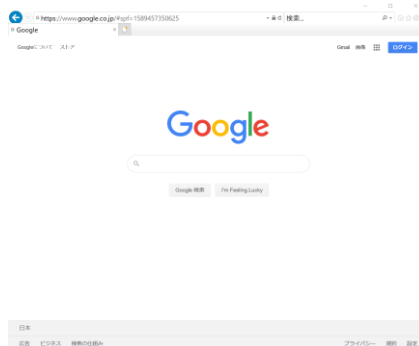 https://www.google.co.jp/#spf=1589457350625
検索...
Google
Googleについて ストア
Gmail 画像 ログイン
Google
Google 検索 I'm Feeling Lucky
日本
広告 ビジネス 検索の仕組み プライバシー 規約 設定